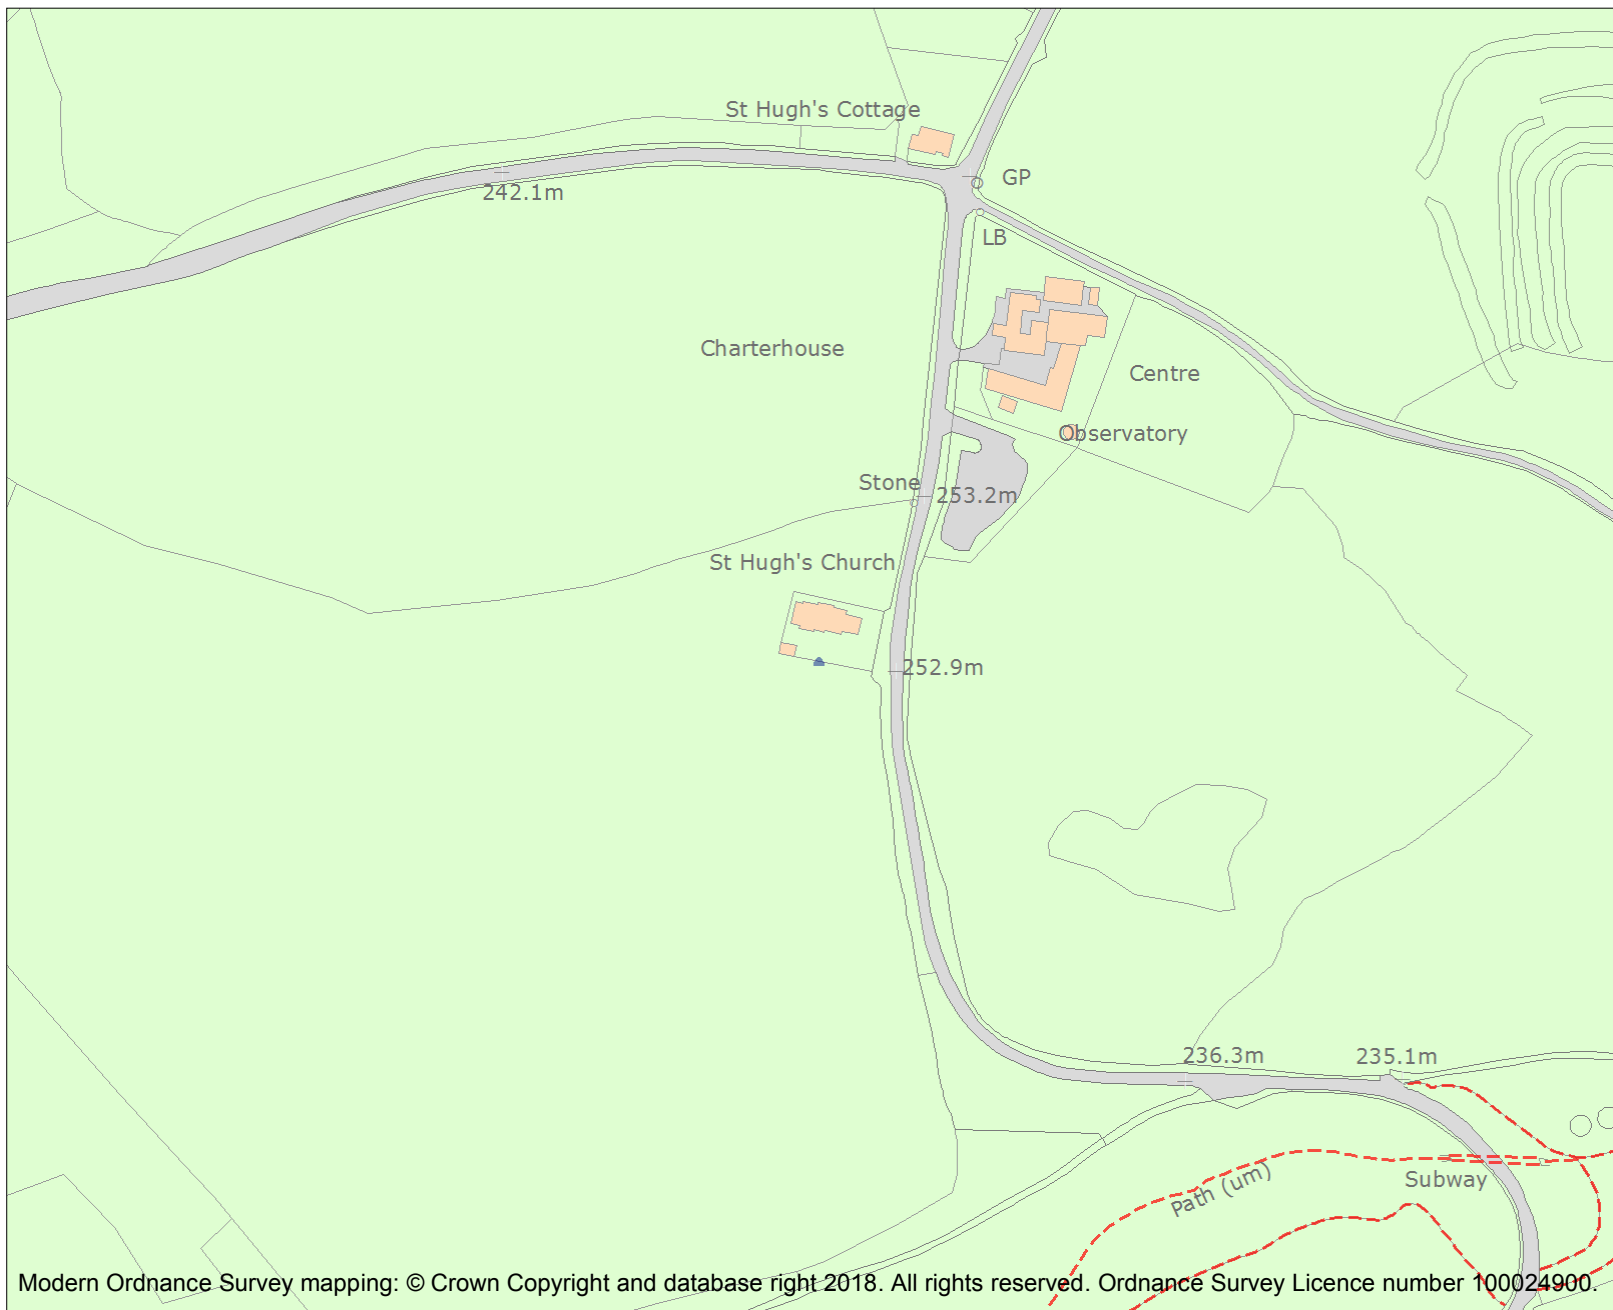 St Hugh's Cottage
GP
242.1m
LB
Charterhouse
Centre
Observatory
Stone
253.2m
St Hugh's Church
252.9m
236.3m
235.1m
Path (um)
Subway
Modern Ordnance Survey mapping: © Crown Copyright and database right 2018. All rights reserved. Ordnance Survey Licence number 100024900.